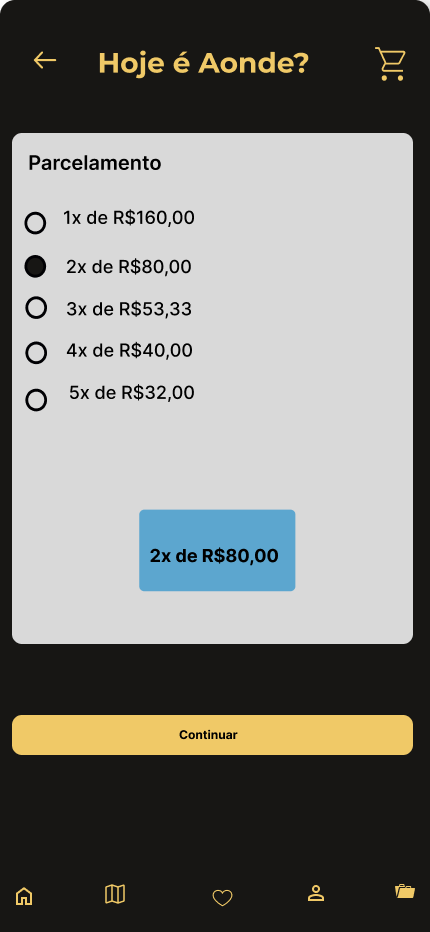 Hoje é Aonde?
Parcelamento
1x de R$160,00
2x de R$80,00
3x de R$53,33
4x de R$40,00
5x de R$32,00
2x de R$80,00
Continuar